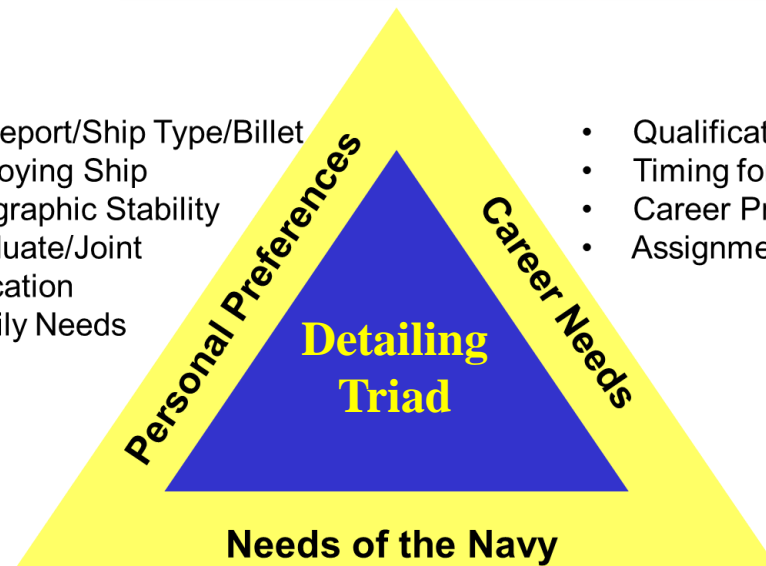 eport/Ship Type/Billet
oying Ship
graphic Stability
luate/Joint
cation
ily Needs
• Qualificat
• Timing fo
• Career Pr
• Assignme
Personal Preferences
Career Needs
Detailing
Triad
Needs of the Navy